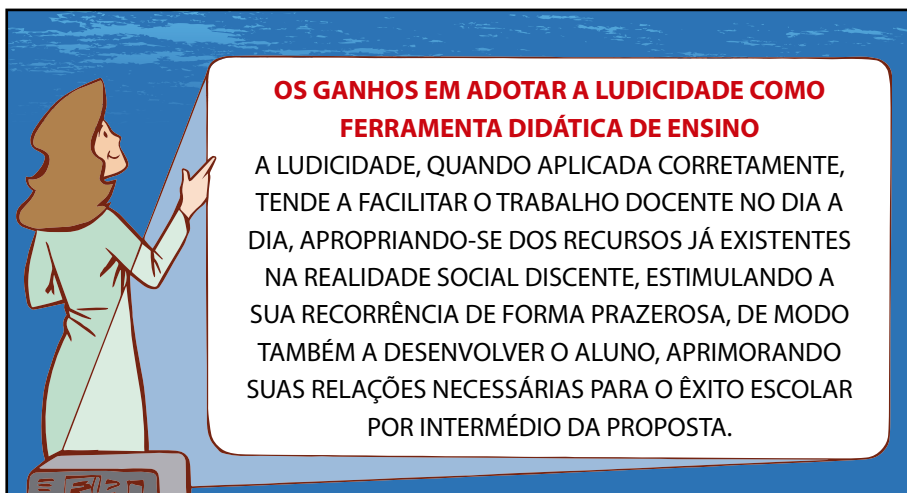 OS GANHOS EM ADOTAR A LUDICIDADE COMO
FERRAMENTA DIDÁTICA DE ENSINO
A LUDICIDADE, QUANDO APLICADA CORRETAMENTE,
TENDE A FACILITAR O TRABALHO DOCENTE NO DIA A
DIA, APROPRIANDO-SE DOS RECURSOS JÁ EXISTENTES
NA REALIDADE SOCIAL DISCENTE, ESTIMULANDO A
SUA RECORRÊNCIA DE FORMA PRAZEROSA, DE MODO
TAMBÉM A DESENVOLVER O ALUNO, APRIMORANDO
SUAS RELAÇÕES NECESSÁRIAS PARA O ÊXITO ESCOLAR
POR INTERMÉDIO DA PROPOSTA.